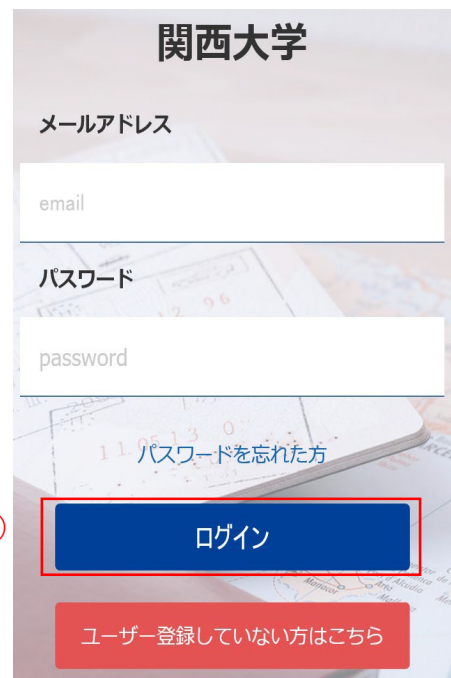 関西大学
メールアドレス
email
パスワード
password
パスワードを忘れた方
ログイン
ユーザー登録していない方はこちら